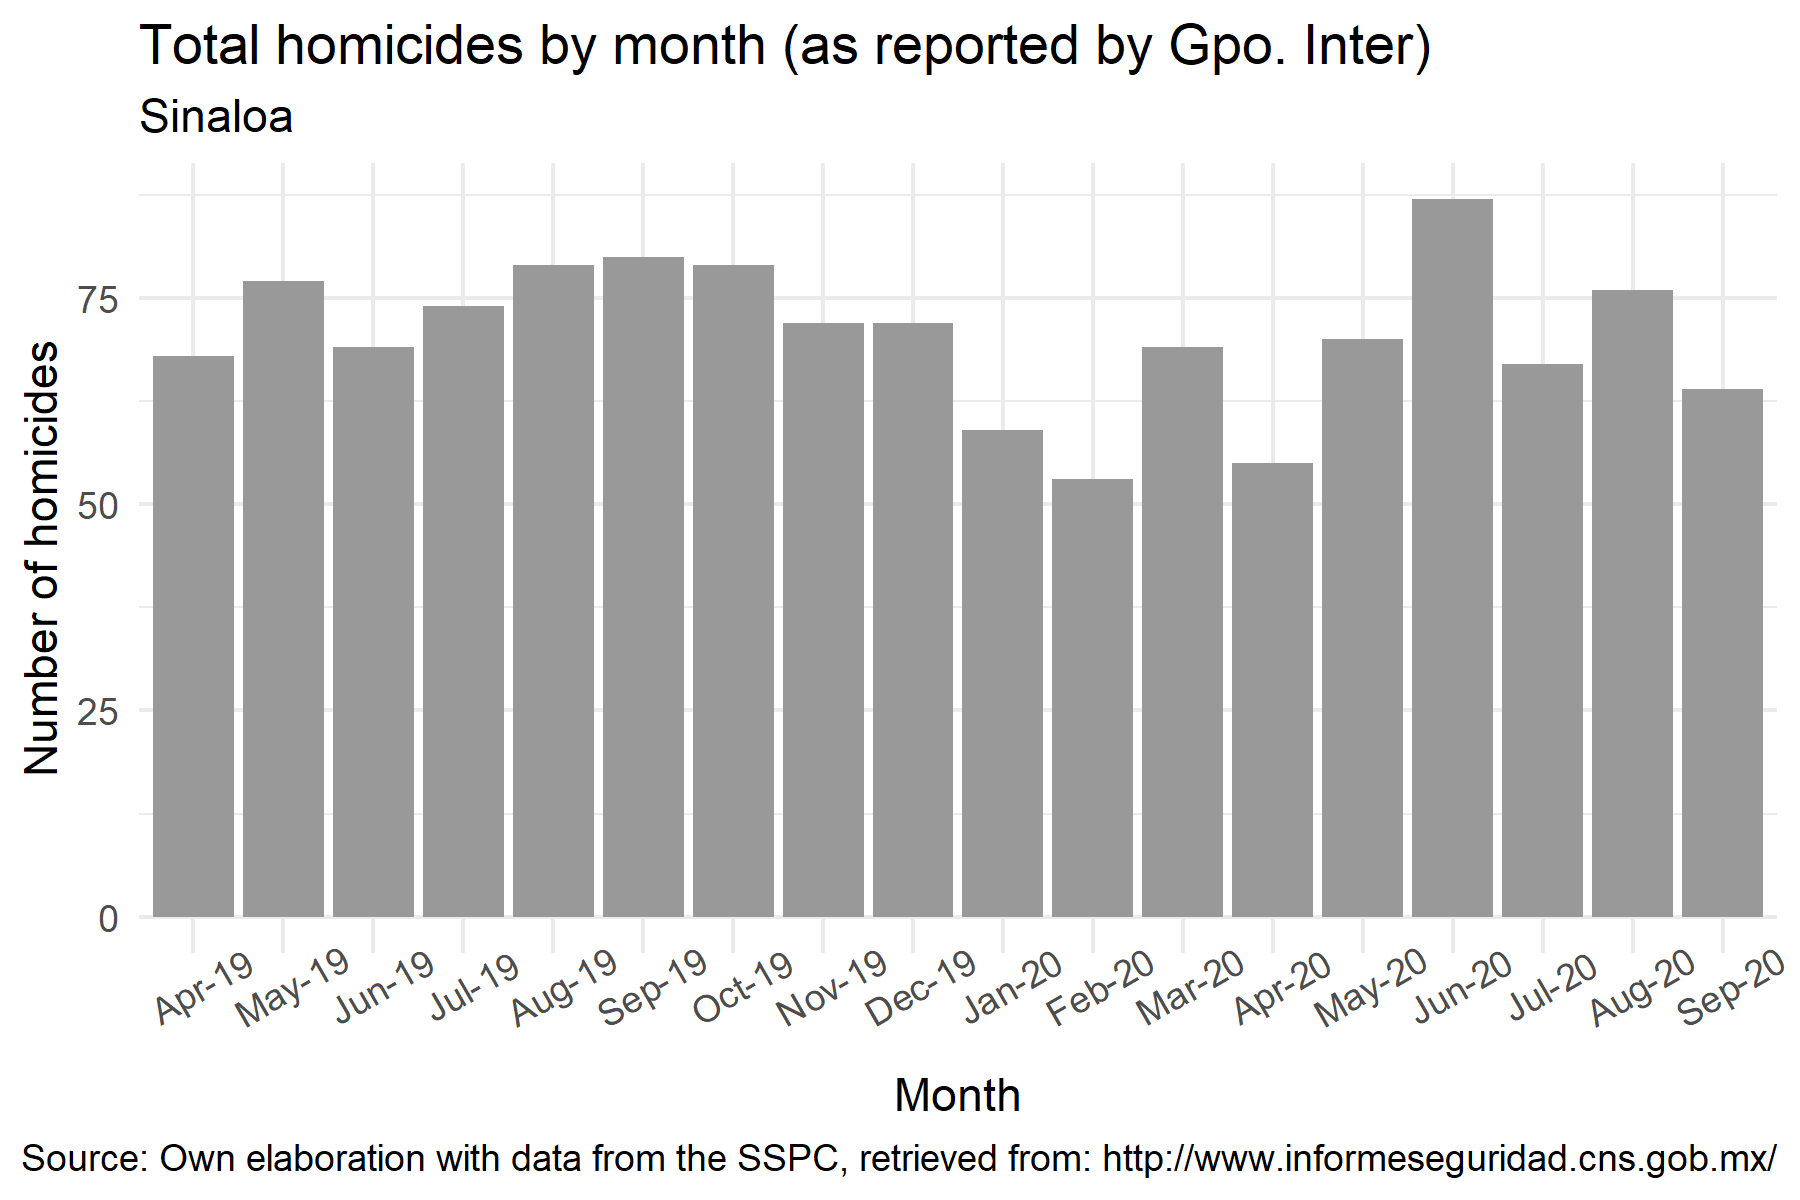 Total homicides by month (as reported by Gpo. Inter)
Sinaloa
Number of homicides
75
50
25
0
Apr-19
May-19
Jun-19
Jul-19
Aug-19
Sep-19
Oct-19
Nov-19
Dec-19
Jan-20
Feb-20
Mar-20
Apr-20
May-20
Jun-20
Jul-20
Aug-20
Sep-20
Month
Source: Own elaboration with data from the SSPC, retrieved from: http://www.informeseguridad.cns.gob.mx/